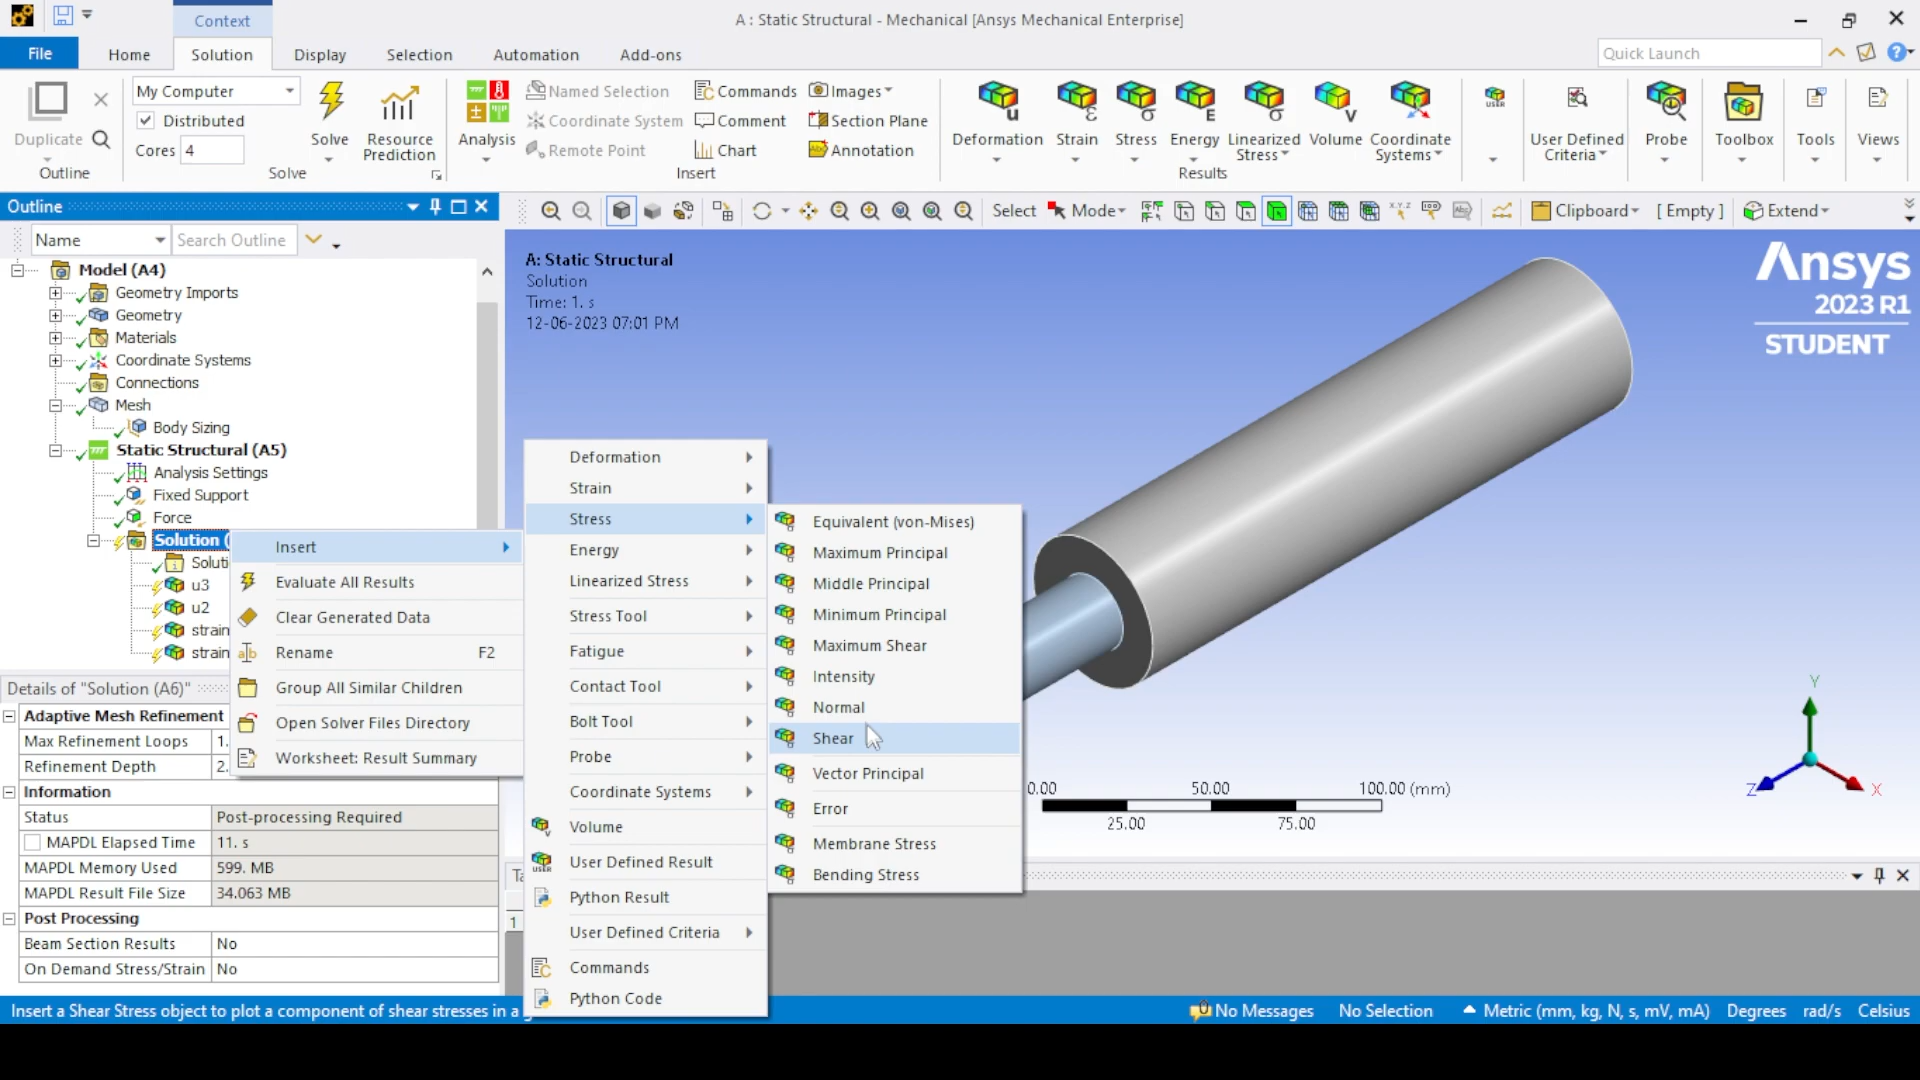 Context
A : Static Structural - Mechanical [Ansys Mechanical Enterprise]
File
Home
Solution
Display
Selection
Automation
Add-ons
Quick Launch
Duplicate
Outline
My Computer
Distributed
Cores 4
Solve
Resource
Prediction
Solve
Analysis
Named Selection
Coordinate System
Remote Point
Commands
Comment
Chart
Images
Section Plane
Annotation
Insert
Deformation
Strain
Stress
Energy
Linearized
Stress
Volume
Coordinate
Systems
Results
USER
User Defined
Criteria
Probe
Toolbox
Tools
Views
Outline
Name
Search Outline
Select
Mode
Clipboard
[ Empty ]
Extend
Model (A4)
Geometry Imports
Geometry
Materials
Coordinate Systems
Connections
Mesh
Body Sizing
Static Structural (A5)
Analysis Settings
Fixed Support
Force
Solution (
Soluti
u3
u2
strain
strain
Insert
Evaluate All Results
Clear Generated Data
Rename F2
Group All Similar Children
Open Solver Files Directory
Worksheet: Result Summary
Deformation
Strain
Stress
Energy
Linearized Stress
Stress Tool
Fatigue
Contact Tool
Bolt Tool
Probe
Coordinate Systems
Volume
User Defined Result
Python Result
User Defined Criteria
Commands
Python Code
Equivalent (von-Mises)
Maximum Principal
Middle Principal
Minimum Principal
Maximum Shear
Intensity
Normal
Shear
Vector Principal
Error
Membrane Stress
Bending Stress
A: Static Structural
Solution
Time: 1. s
12-06-2023 07:01 PM
Ansys
2023 R1
STUDENT
Y
Z
X
0.00 50.00 100.00 (mm)
25.00 75.00
Details of "Solution (A6)"
Adaptive Mesh Refinement
Max Refinement Loops 1.
Refinement Depth 2.
Information
Status Post-processing Required
MAPDL Elapsed Time 11. s
MAPDL Memory Used 599. MB
MAPDL Result File Size 34.063 MB
Post Processing
Beam Section Results No
On Demand Stress/Strain No
Ta
1
Insert a Shear Stress object to plot a component of shear stresses in a g
No Messages
No Selection
Metric (mm, kg, N, s, mV, mA)
Degrees
rad/s
Celsius